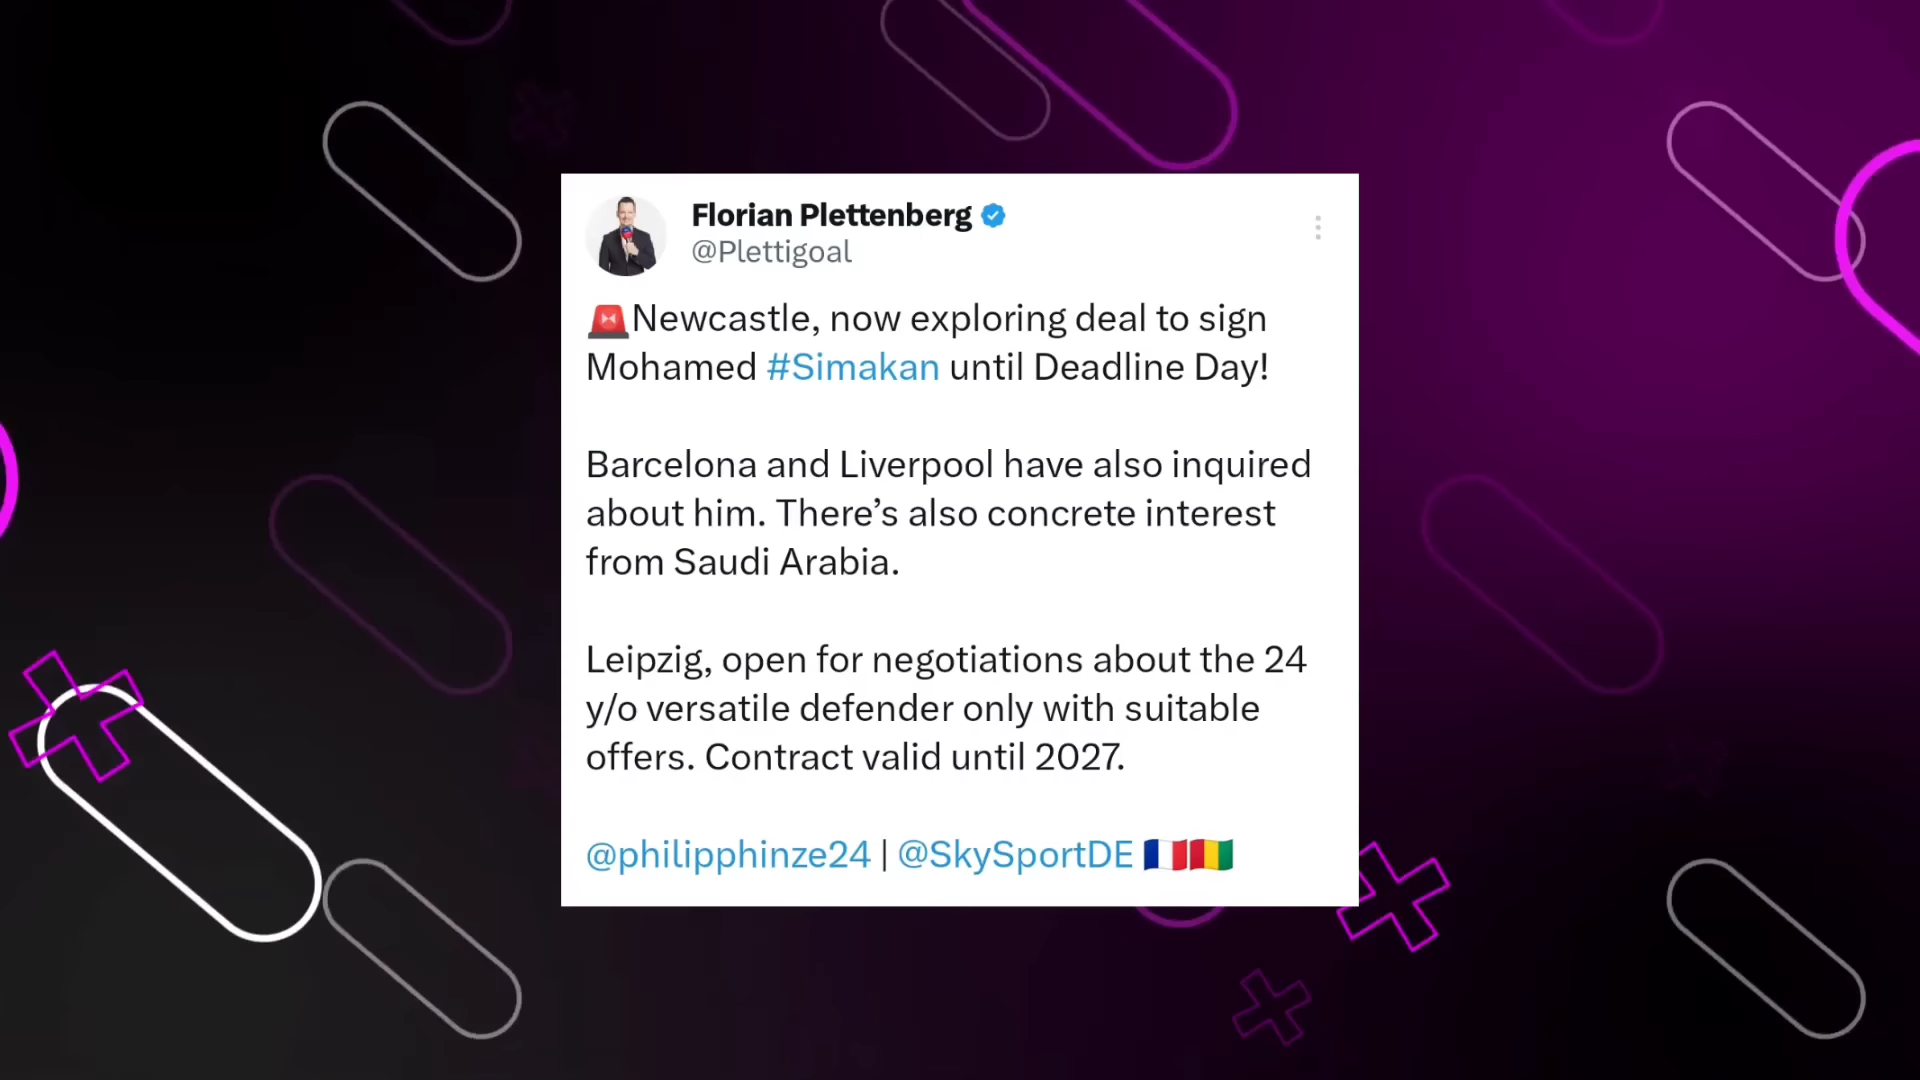 Florian Plettenberg
@Plettigoal
🚨Newcastle, now exploring deal to sign
Mohamed #Simakan until Deadline Day!
Barcelona and Liverpool have also inquired
about him. There’s also concrete interest
from Saudi Arabia.
Leipzig, open for negotiations about the 24
y/o versatile defender only with suitable
offers. Contract valid until 2027.
@philipphinze24 | @SkySportDE 🇫🇷🇬🇳